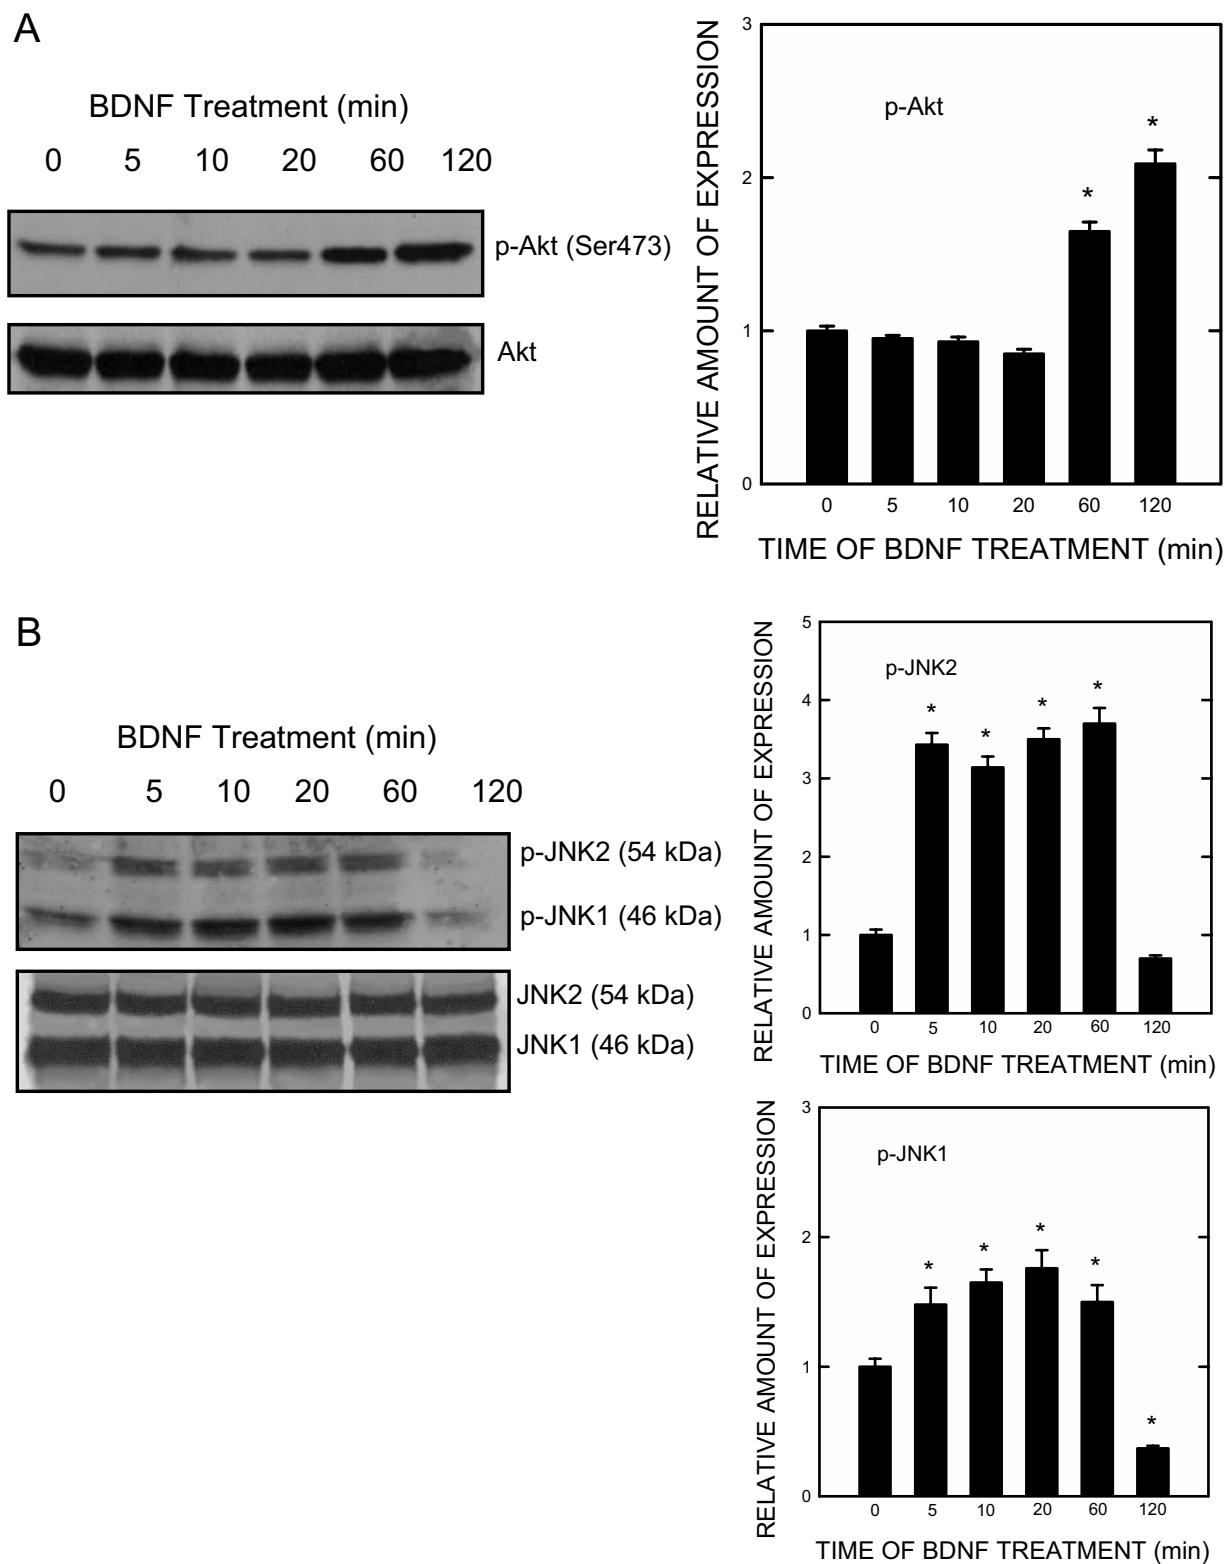 A
BDNF Treatment (min)
0 5 10 20 60 120
p-Akt (Ser473)
Akt
RELATIVE AMOUNT OF EXPRESSION
3
2
1
0
p-Akt
*
*
0 5 10 20 60 120
TIME OF BDNF TREATMENT (min)
B
BDNF Treatment (min)
0 5 10 20 60 120
p-JNK2 (54 kDa)
p-JNK1 (46 kDa)
JNK2 (54 kDa)
JNK1 (46 kDa)
RELATIVE AMOUNT OF EXPRESSION
5
4
3
2
1
0
p-JNK2
* * * *
0 5 10 20 60 120
TIME OF BDNF TREATMENT (min)
RELATIVE AMOUNT OF EXPRESSION
3
2
1
0
p-JNK1
* * * * *
0 5 10 20 60 120
TIME OF BDNF TREATMENT (min)